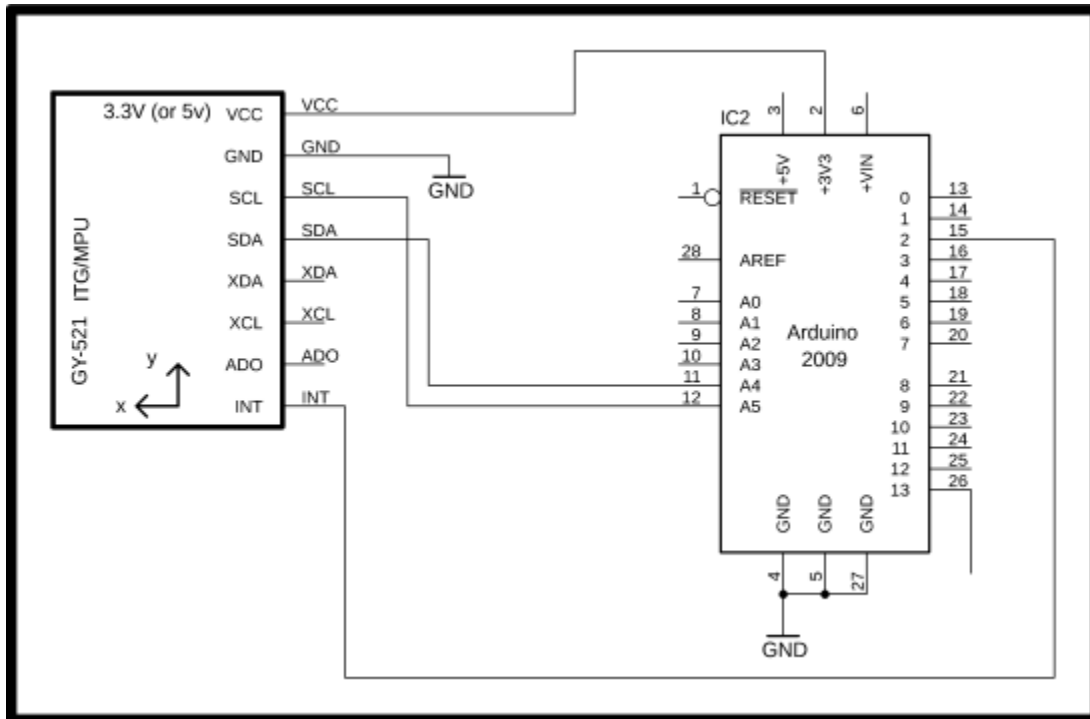 3.3V (or 5v)
VCC
GND
SCL
SDA
XDA
XCL
ADO
INT
GY-521 ITG/MPU
y
x
VCC
GND
SCL
SDA
XDA
XCL
ADO
INT
GND
IC2
3
2
6
+5V
+3V3
+VIN
1
RESET
28
AREF
7
A0
8
A1
9
A2
10
A3
11
A4
12
A5
Arduino
2009
0
13
1
14
2
15
3
16
4
17
5
18
6
19
7
20
8
21
9
22
10
23
11
24
12
25
13
26
GND
GND
GND
4
5
27
GND